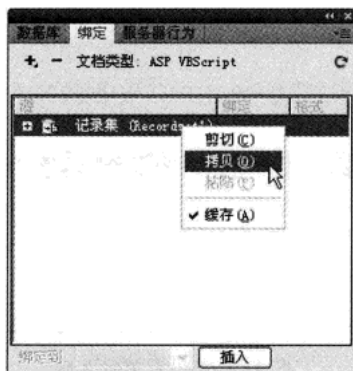 数据库 绑定 服务器行为
+ - 文档类型: ASP VBScript
源 绑定 格式
记录集
剪切(C)
拷贝(O)
粘贴(P)
✔ 缓存(A)
绑定到
插入